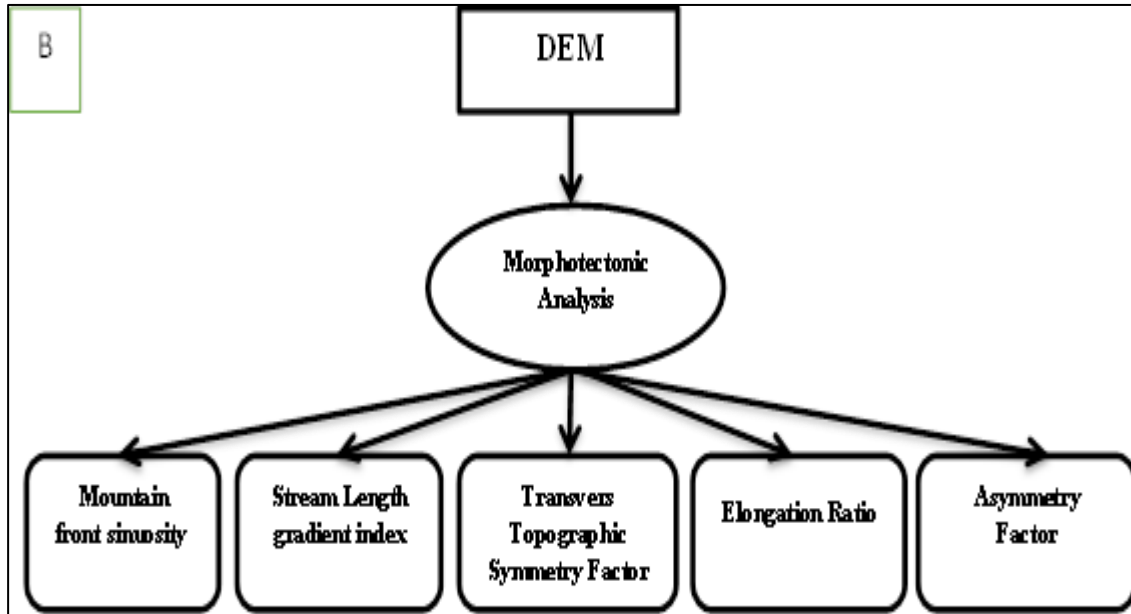 B
DEM
Morphotectonic
Analysis
Mountain
front sinuosity
Stream Length
gradient index
Transvers
Topographic
Symmetry Factor
Elongation Ratio
Asymmetry
Factor